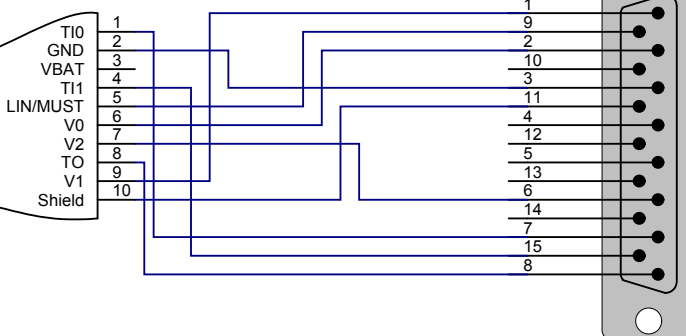 TI0 1
GND 2
VBAT 3
TI1 4
LIN/MUST 5
V0 6
V2 7
TO 8
V1 9
Shield 10
1
9
2
10
3
11
4
12
5
13
6
14
7
15
8